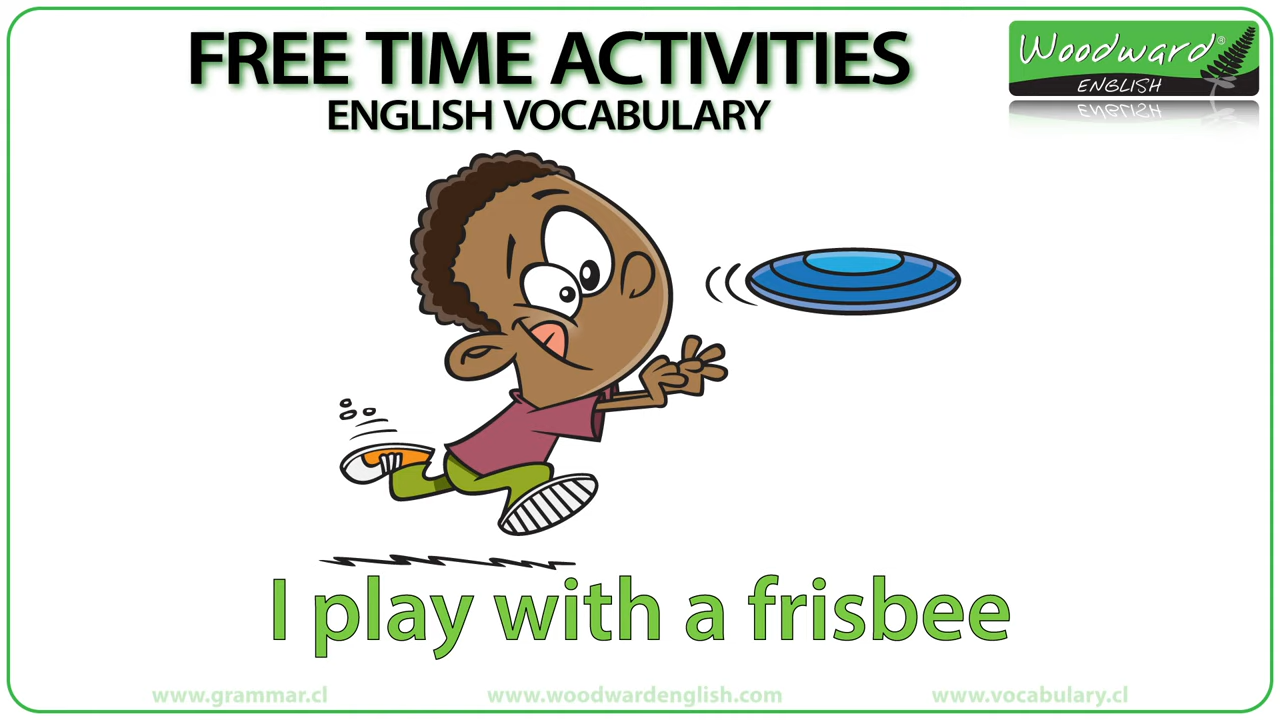 FREE TIME ACTIVITIES
ENGLISH VOCABULARY
Woodward®
ENGLISH
I play with a frisbee
www.grammar.cl
www.woodwardenglish.com
www.vocabulary.cl